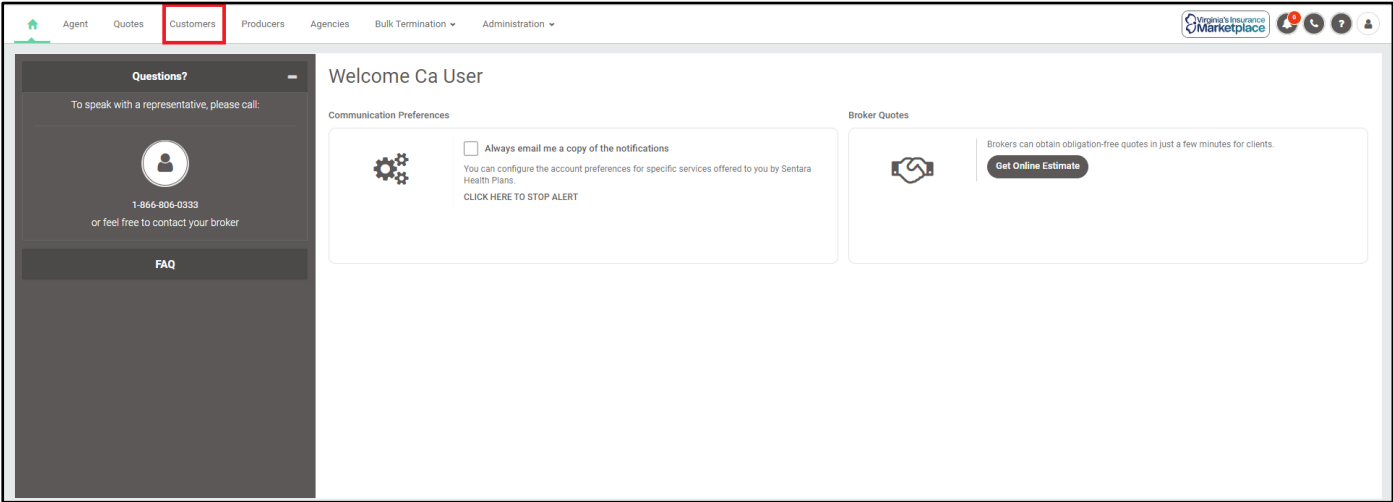 Agent Quotes Customers Producers Agencies Bulk Termination Administration
Virginia's Insurance
Marketplace
0
Questions?
To speak with a representative, please call:
1-866-806-0333
or feel free to contact your broker
FAQ
Welcome Ca User
Communication Preferences
Always email me a copy of the notifications
You can configure the account preferences for specific services offered to you by Sentara
Health Plans.
CLICK HERE TO STOP ALERT
Broker Quotes
Brokers can obtain obligation-free quotes in just a few minutes for clients.
Get Online Estimate